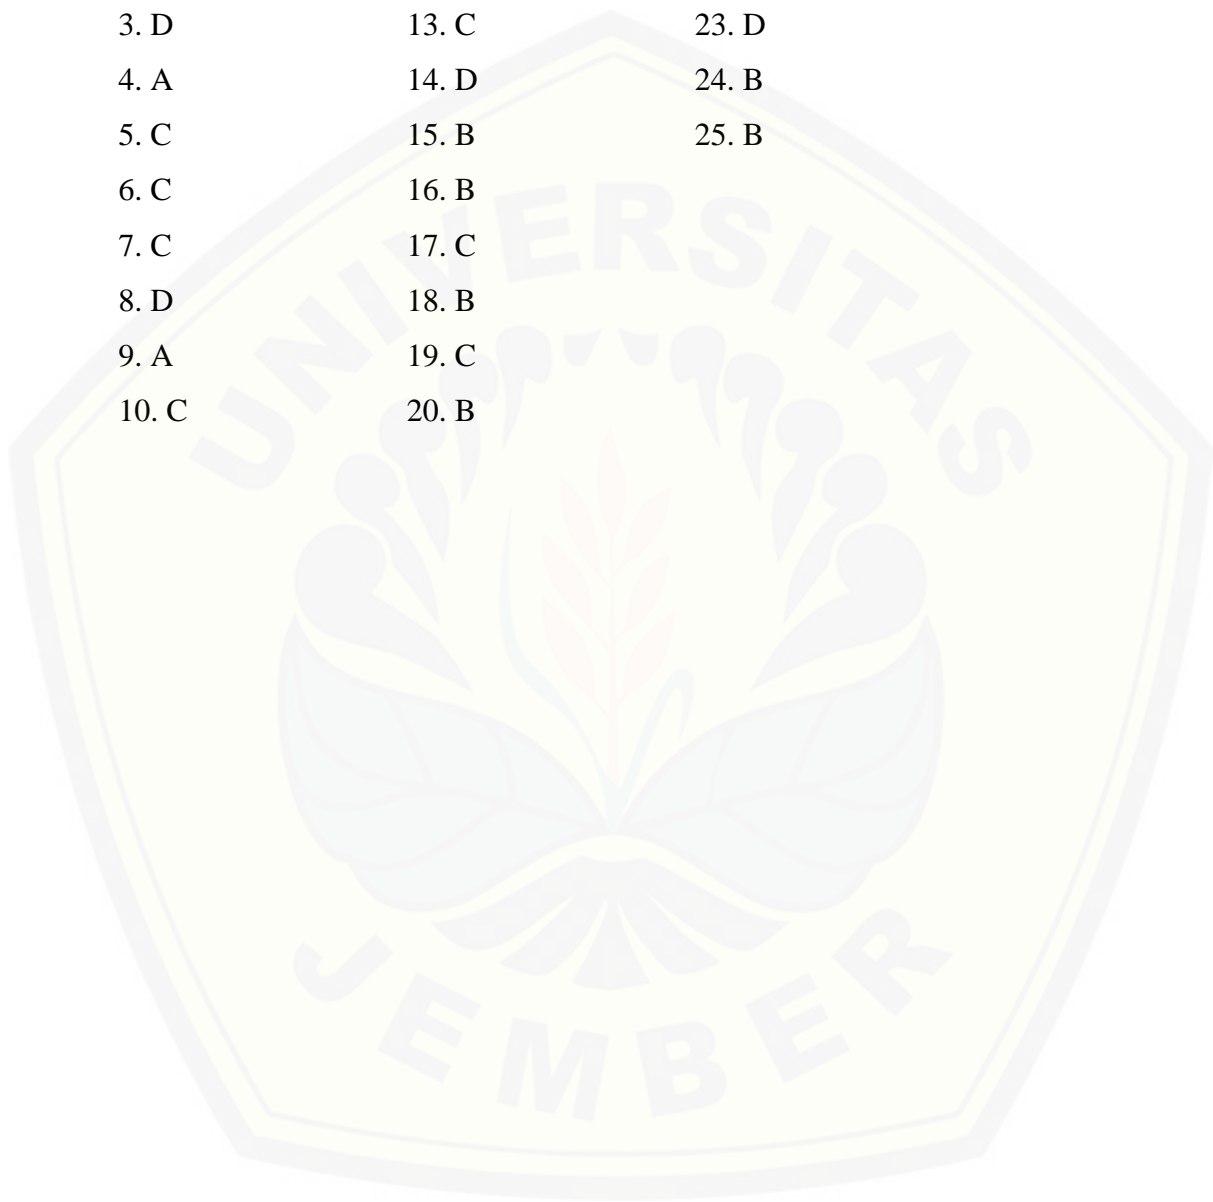 3. D 13. C 23. D
4. A 14. D 24. B
5. C 15. B 25. B
6. C 16. B
7. C 17. C
8. D 18. B
9. A 19. C
10. C 20. B
UNIVERSITAS
JEMBER